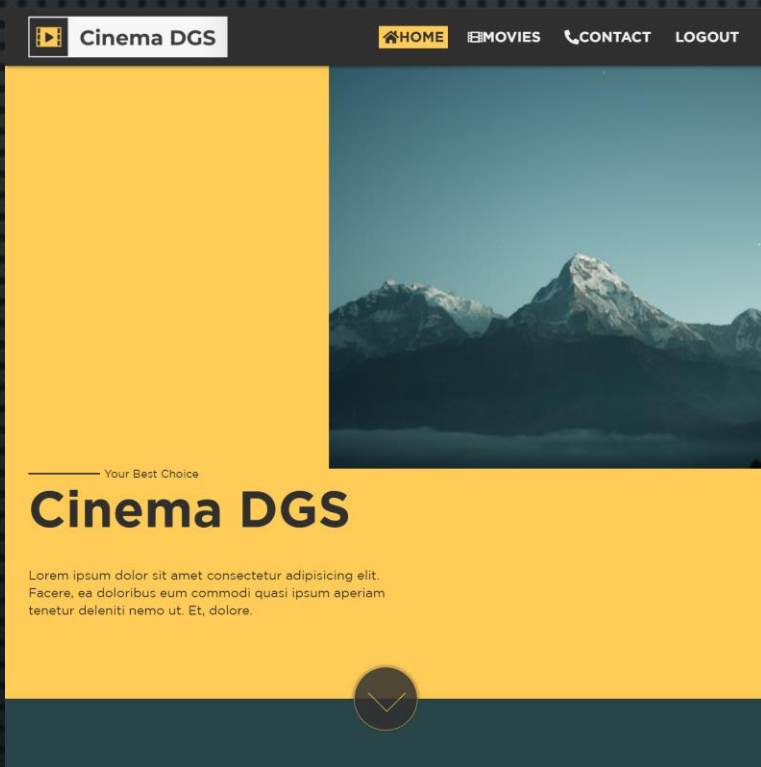 Cinema DGS
HOME MOVIES CONTACT LOGOUT
Your Best Choice
Cinema DGS
Lorem ipsum dolor sit amet consectetur adipisicing elit.
Facere, ea doloribus eum commodi quasi ipsum aperiam
tenetur deleniti nemo ut. Et, dolore.